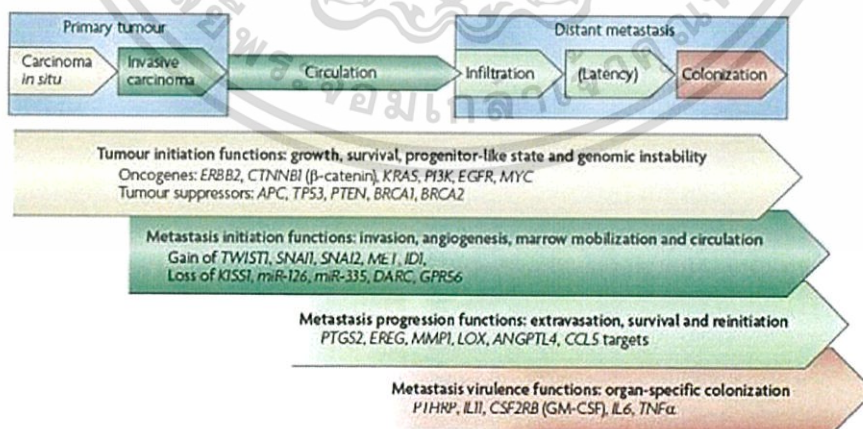 Primary tumour
Distant metastasis
Carcinoma
in situ
Invasive
carcinoma
Circulation
Infiltration
(Latency)
Colonization
Tumour initiation functions: growth, survival, progenitor-like state and genomic instability
Oncogenes: ERBB2, CTNNB1 (β-catenin), KRAS, PI3K, EGFR, MYC
Tumour suppressors: APC, TP53, PTEN, BRCA1, BRCA2
Metastasis initiation functions: invasion, angiogenesis, marrow mobilization and circulation
Gain of TWIST1, SNAI1, SNAI2, MET, ID1,
Loss of KISS1, miR-126, miR-335, DARC, GPR56
Metastasis progression functions: extravasation, survival and reinitiation
PTGS2, EREG, MMP1, LOX, ANGPTL4, CCL5 targets
Metastasis virulence functions: organ-specific colonization
PTHRP, IL11, CSF2RB (GM-CSF), IL6, TNFα